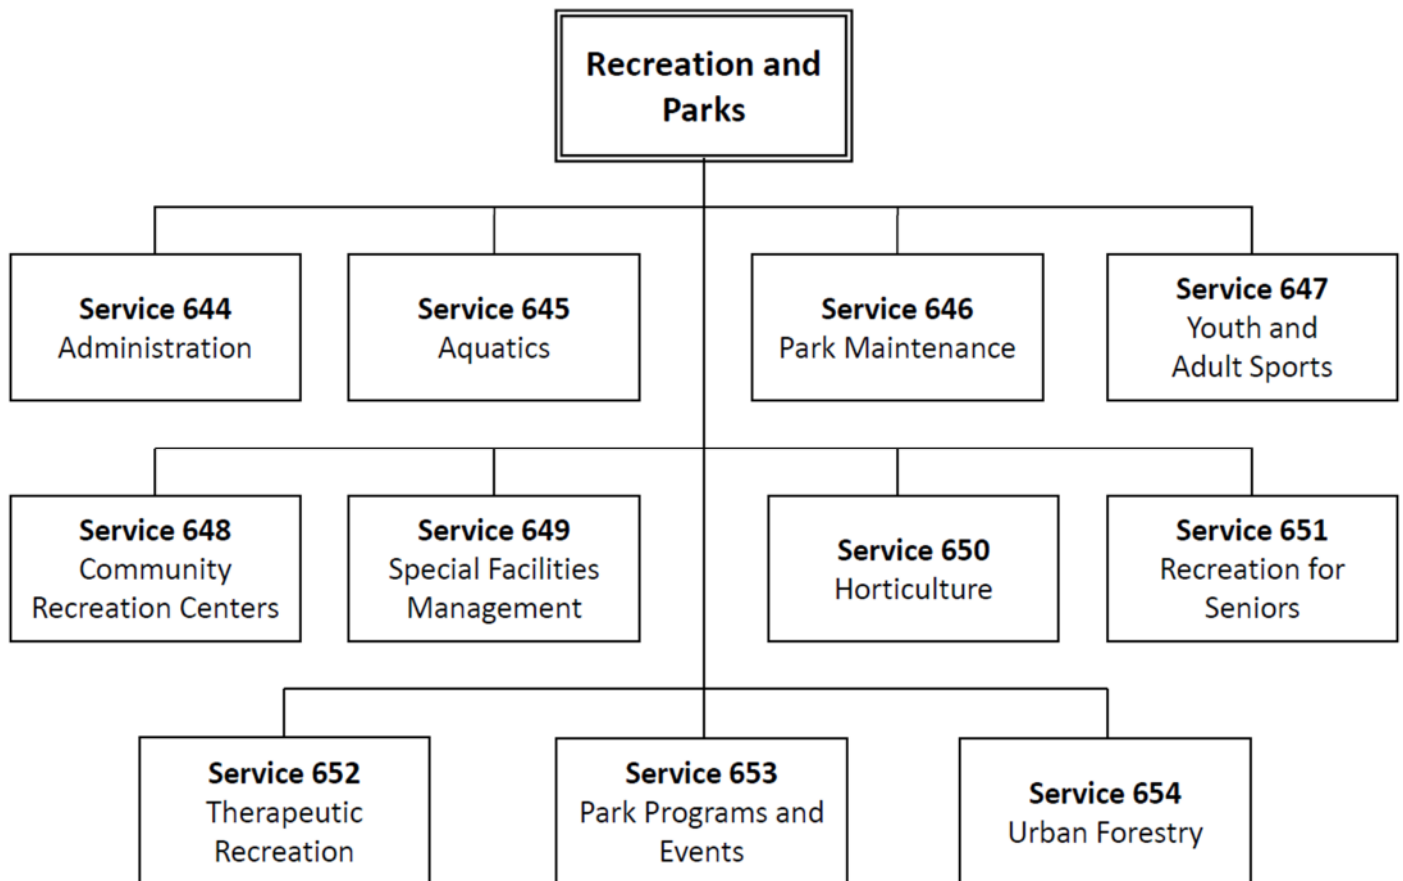 Recreation and
Parks
Service 644
Administration
Service 645
Aquatics
Service 646
Park Maintenance
Service 647
Youth and
Adult Sports
Service 648
Community
Recreation Centers
Service 649
Special Facilities
Management
Service 650
Horticulture
Service 651
Recreation for
Seniors
Service 652
Therapeutic
Recreation
Service 653
Park Programs and
Events
Service 654
Urban Forestry